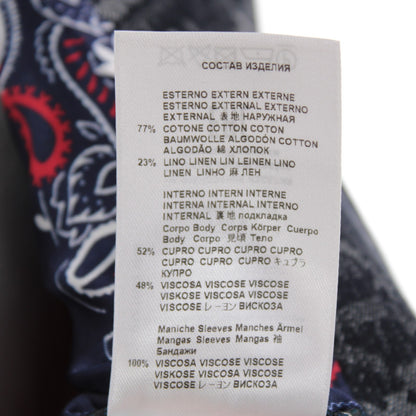 СОСТАВ ИЗДЕЛИЯ
ESTERNO EXTERN EXTERNE
ESTERNO EXTERNAL EXTERNO
EXTERNAL 表地 НАРУЖНАЯ
77% COTONE COTTON COTON
BAUMWOLLE ALGODÓN COTTON
ALGODÃO 綿 ХЛОПОК
23% LINO LINEN LIN LEINEN LINO
LINEN LINHO 麻 ЛЕН
INTERNO INTERN INTERNE
INTERNO INTERNAL INTERNO
INTERNAL 裏地 подкладка
Corpo Body Corps Körper Cuerpo
Body Corpo 見頃 Тело
52% CUPRO CUPRO CUPRO CUPRO
CUPRO CUPRO CUPRO キュプラ
КУПРО
48% VISCOSA VISCOSE VISCOSE
VISKOSE VISCOSA VISCOSE
VISCOSE レーヨン ВИСКОЗА
Maniche Sleeves Manches Ärmel
Mangas Sleeves Mangas 袖
Бандажи
100% VISCOSA VISCOSE VISCOSE
VISKOSE VISCOSA VISCOSE
VISCOSE レーヨン ВИСКОЗА